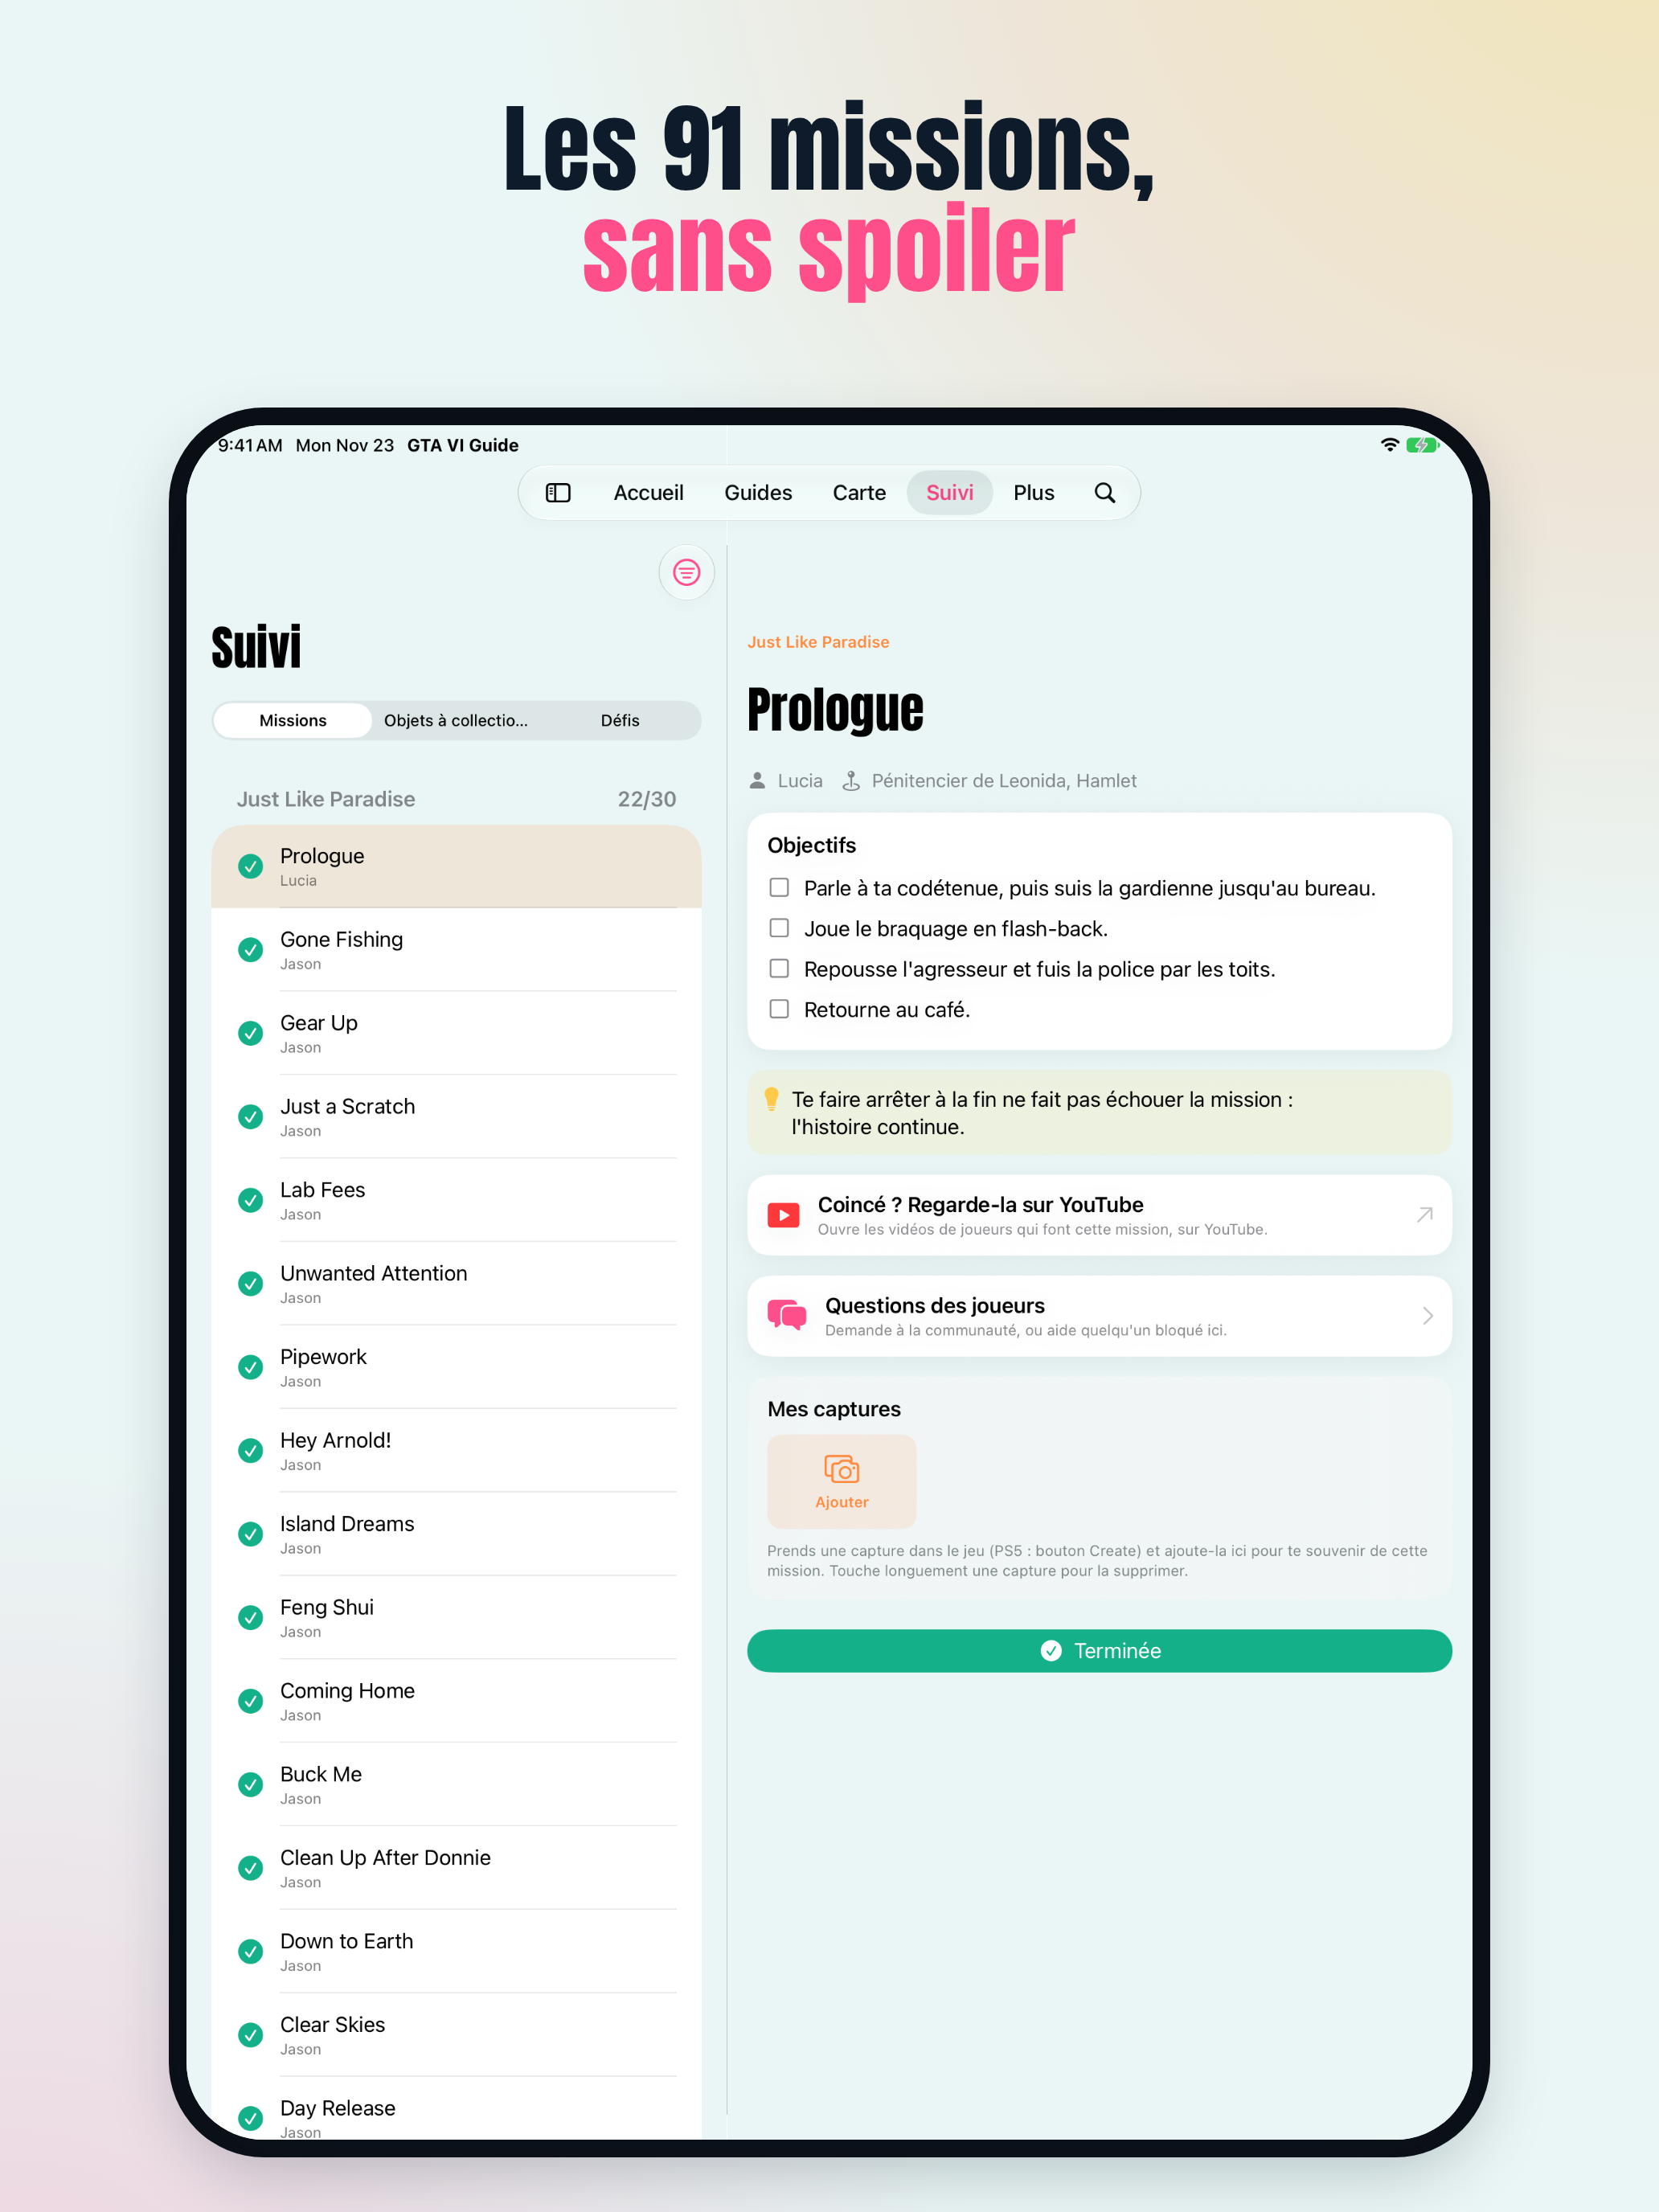 Les 91 missions,
sans spoiler
9:41 AM Mon Nov 23 GTA VI Guide
Accueil Guides Carte Suivi Plus
Suivi
Missions Objets à collectio... Défis
Just Like Paradise 22/30
Prologue
Lucia
Gone Fishing
Jason
Gear Up
Jason
Just a Scratch
Jason
Lab Fees
Jason
Unwanted Attention
Jason
Pipework
Jason
Hey Arnold!
Jason
Island Dreams
Jason
Feng Shui
Jason
Coming Home
Jason
Buck Me
Jason
Clean Up After Donnie
Jason
Down to Earth
Jason
Clear Skies
Jason
Day Release
Jason
Just Like Paradise
Prologue
Lucia Pénitencier de Leonida, Hamlet
Objectifs
Parle à ta codétenue, puis suis la gardienne jusqu'au bureau.
Joue le braquage en flash-back.
Repousse l'agresseur et fuis la police par les toits.
Retourne au café.
Te faire arrêter à la fin ne fait pas échouer la mission :
l'histoire continue.
Coincé ? Regarde-la sur YouTube
Ouvre les vidéos de joueurs qui font cette mission, sur YouTube.
Questions des joueurs
Demande à la communauté, ou aide quelqu'un bloqué ici.
Mes captures
Ajouter
Prends une capture dans le jeu (PS5 : bouton Create) et ajoute-la ici pour te souvenir de cette
mission. Touche longuement une capture pour la supprimer.
Terminée